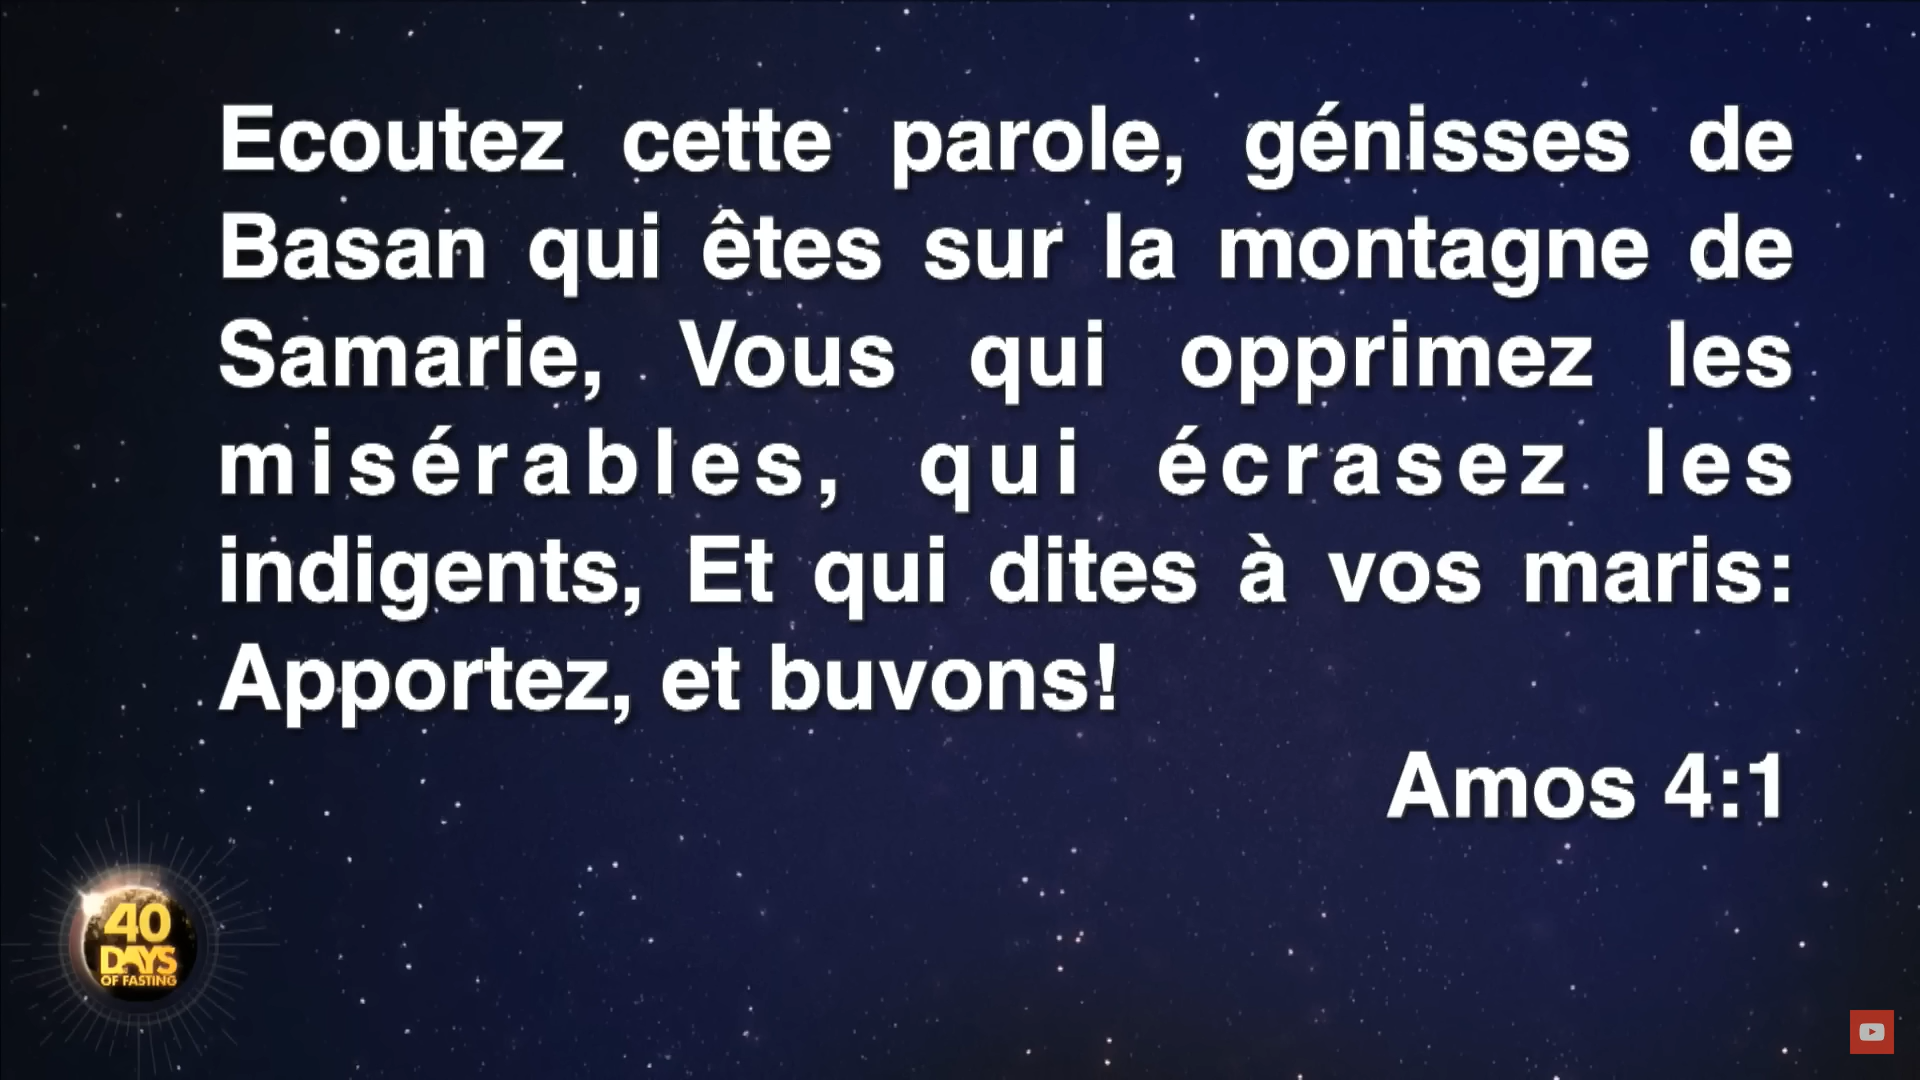 Ecoutez cette parole, génisses de
Basan qui êtes sur la montagne de
Samarie, Vous qui opprimez les
misérables, qui écrasez les
indigents, Et qui dites à vos maris:
Apportez, et buvons!
Amos 4:1
40
DAYS
OF FASTING